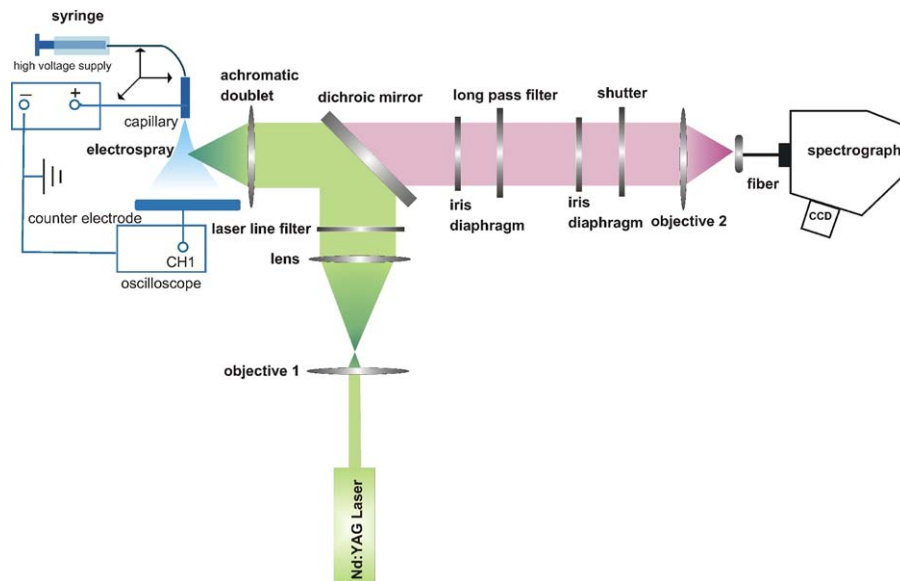 syringe
high voltage supply
−
+
capillary
electrospray
counter electrode
CH1
oscilloscope
achromatic
doublet
dichroic mirror
long pass filter
shutter
iris
diaphragm
iris
diaphragm
objective 2
fiber
spectrograph
CCD
laser line filter
lens
objective 1
Nd:YAG Laser